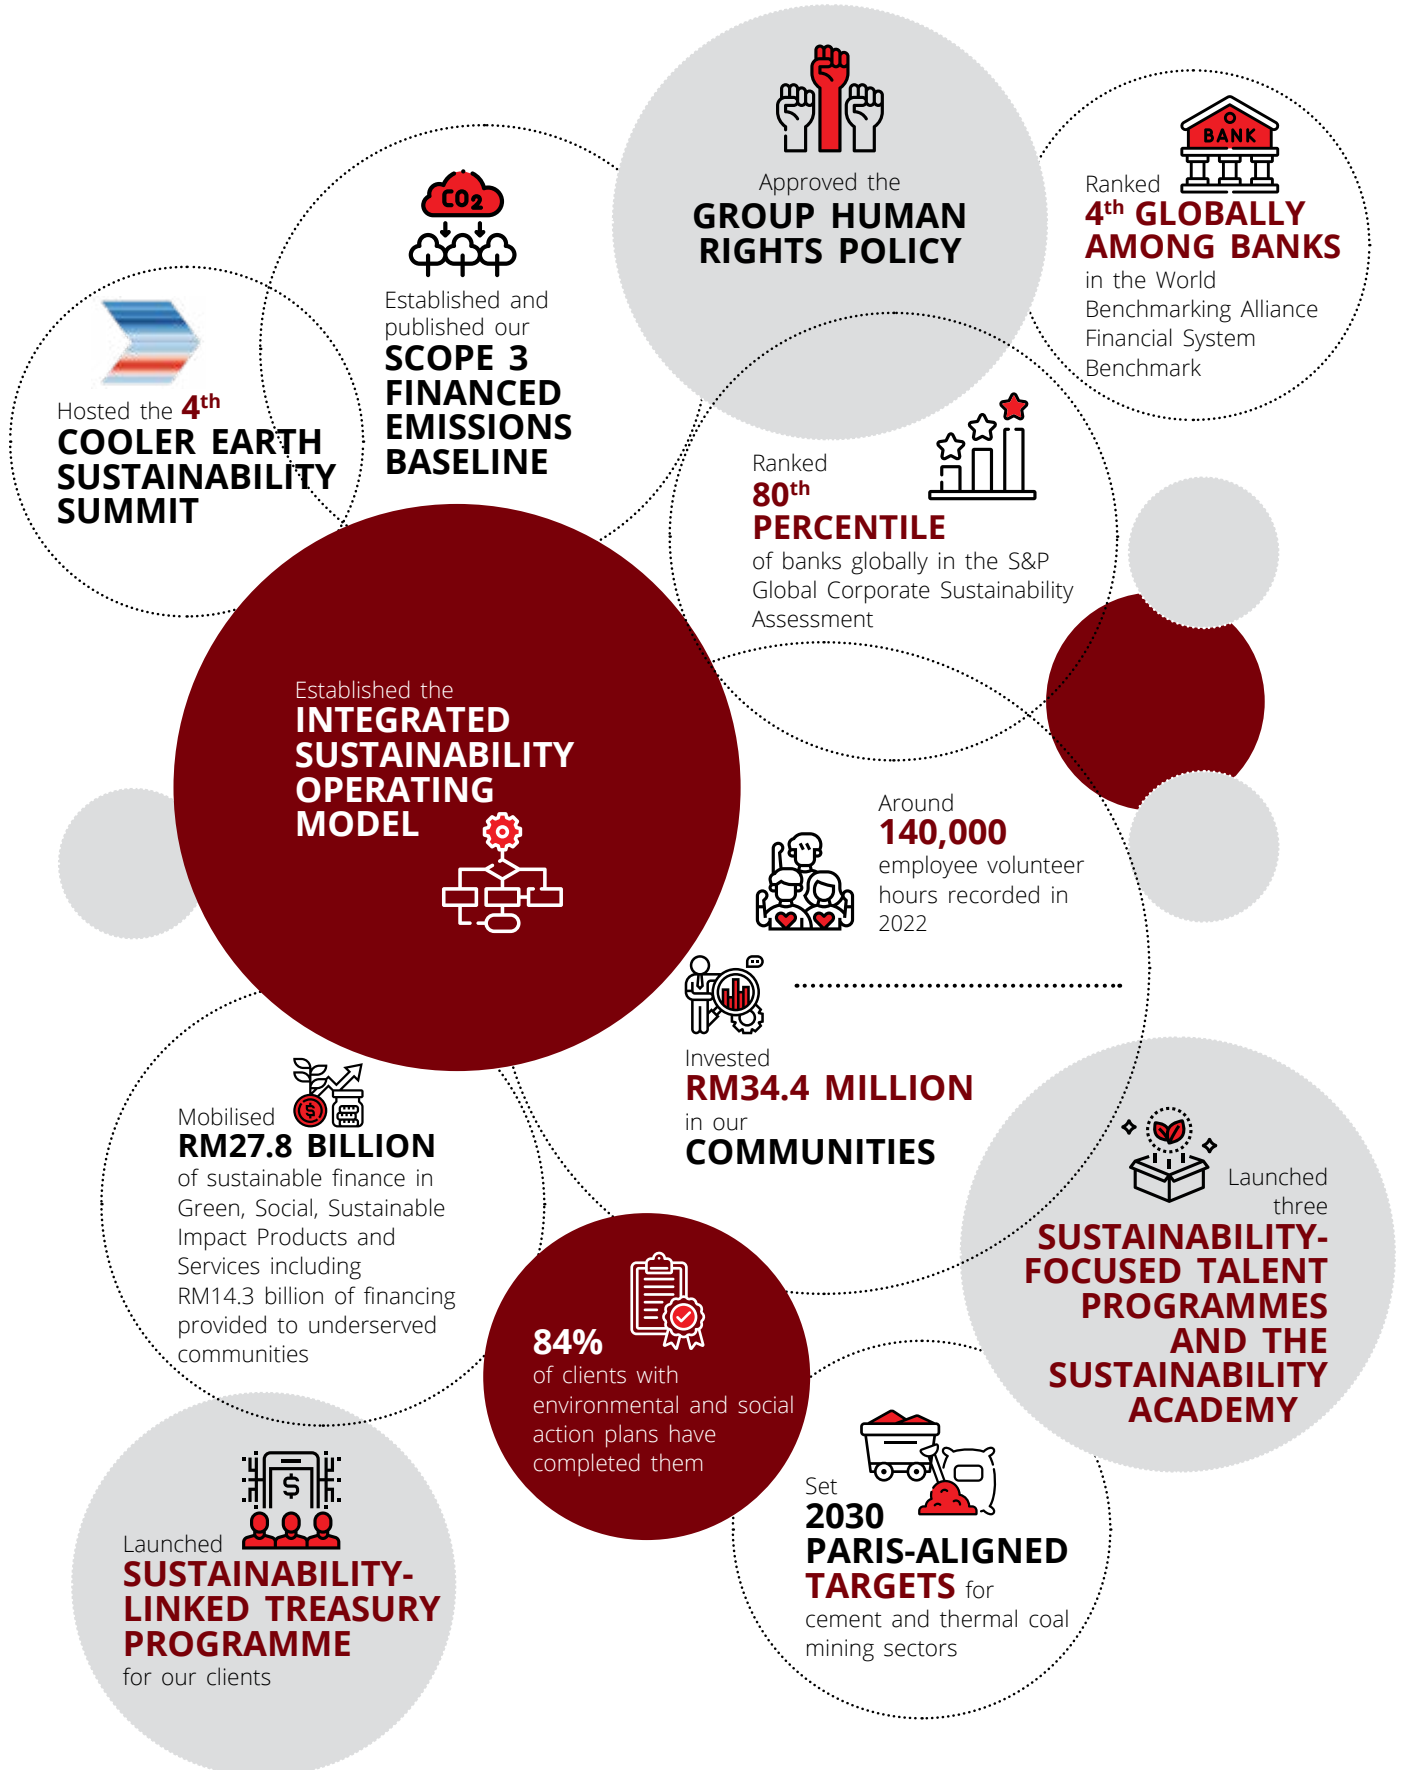 Approved the
GROUP HUMAN
RIGHTS POLICY
BANK
Ranked
4th GLOBALLY
AMONG BANKS
in the World
Benchmarking Alliance
Financial System
Benchmark
CO2
Established and
published our
SCOPE 3
FINANCED
EMISSIONS
BASELINE
Hosted the 4th
COOLER EARTH
SUSTAINABILITY
SUMMIT
Ranked
80th
PERCENTILE
of banks globally in the S&P
Global Corporate Sustainability
Assessment
Established the
INTEGRATED
SUSTAINABILITY
OPERATING
MODEL
Around
140,000
employee volunteer
hours recorded in
2022
Invested
RM34.4 MILLION
in our
COMMUNITIES
Mobilised
$
RM27.8 BILLION
of sustainable finance in
Green, Social, Sustainable
Impact Products and
Services including
RM14.3 billion of financing
provided to underserved
communities
Launched
three
SUSTAINABILITY-
FOCUSED TALENT
PROGRAMMES
AND THE
SUSTAINABILITY
ACADEMY
84%
of clients with
environmental and social
action plans have
completed them
Set
2030
PARIS-ALIGNED
TARGETS for
cement and thermal coal
mining sectors
$
Launched
SUSTAINABILITY-
LINKED TREASURY
PROGRAMME
for our clients